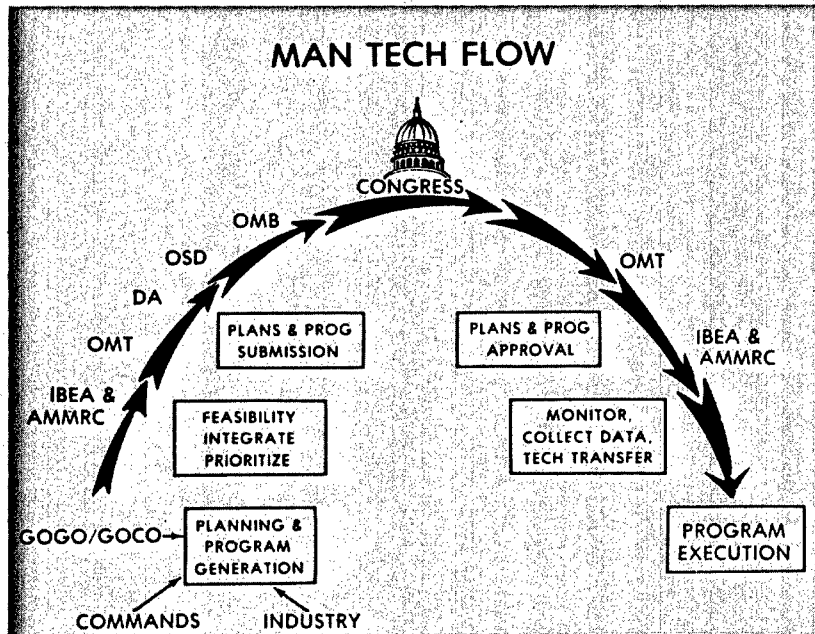 MAN TECH FLOW
CONGRESS
OMB
OSD
DA
OMT
IBEA &
AMMRC
PLANS & PROG
SUBMISSION
FEASIBILITY
INTEGRATE
PRIORITIZE
GOGO/GOCO
PLANNING &
PROGRAM
GENERATION
COMMANDS
INDUSTRY
OMT
IBEA &
AMMRC
PLANS & PROG
APPROVAL
MONITOR,
COLLECT DATA,
TECH TRANSFER
PROGRAM
EXECUTION